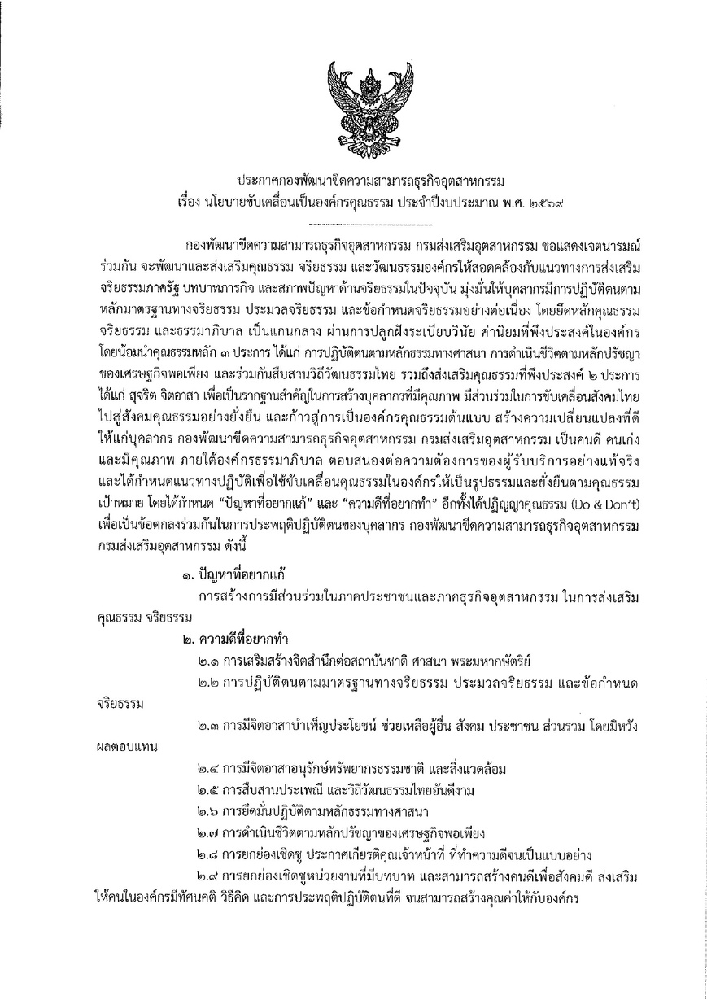 ประกาศกองพัฒนาขีดความสามารถธุรกิจอุตสาหกรรม
เรื่อง นโยบายขับเคลื่อนเป็นองค์กรคุณธรรม ประจำปีงบประมาณ พ.ศ. ๒๕๖๙
กองพัฒนาขีดความสามารถธุรกิจอุตสาหกรรม กรมส่งเสริมอุตสาหกรรม ขอแสดงเจตนารมณ์
ร่วมกัน จะพัฒนาและส่งเสริมคุณธรรม จริยธรรม และวัฒนธรรมองค์กรให้สอดคล้องกับแนวทางการส่งเสริม
จริยธรรมภาครัฐ บทบาทภารกิจ และสภาพปัญหาด้านจริยธรรมในปัจจุบัน มุ่งมั่นให้บุคลากรมีการปฏิบัติตนตาม
หลักมาตรฐานทางจริยธรรม ประมวลจริยธรรม และข้อกำหนดจริยธรรมอย่างต่อเนื่อง โดยยึดหลักคุณธรรม
จริยธรรม และธรรมาภิบาล เป็นแกนกลาง ผ่านการปลูกฝังระเบียบวินัย ค่านิยมที่พึงประสงค์ในองค์กร
โดยน้อมนำคุณธรรมหลัก ๓ ประการ ได้แก่ การปฏิบัติตนตามหลักธรรมทางศาสนา การดำเนินชีวิตตามหลักปรัชญา
ของเศรษฐกิจพอเพียง และร่วมกันสืบสานวิถีวัฒนธรรมไทย รวมถึงส่งเสริมคุณธรรมที่พึงประสงค์ ๒ ประการ
ได้แก่ สุจริต จิตอาสา เพื่อเป็นรากฐานสำคัญในการสร้างบุคลากรที่มีคุณภาพ มีส่วนร่วมในการขับเคลื่อนสังคมไทย
ไปสู่สังคมคุณธรรมอย่างยั่งยืน และก้าวสู่การเป็นองค์กรคุณธรรมต้นแบบ สร้างความเปลี่ยนแปลงที่ดี
ให้แก่บุคลากร กองพัฒนาขีดความสามารถธุรกิจอุตสาหกรรม กรมส่งเสริมอุตสาหกรรม เป็นคนดี คนเก่ง
และมีคุณภาพ ภายใต้องค์กรธรรมาภิบาล ตอบสนองต่อความต้องการของผู้รับบริการอย่างแท้จริง
และได้กำหนดแนวทางปฏิบัติเพื่อใช้ขับเคลื่อนคุณธรรมในองค์กรให้เป็นรูปธรรมและยั่งยืนตามคุณธรรม
เป้าหมาย โดยได้กำหนด “ปัญหาที่อยากแก้” และ “ความดีที่อยากทำ” อีกทั้งได้ปฏิญญาคุณธรรม (Do & Don't)
เพื่อเป็นข้อตกลงร่วมกันในการประพฤติปฏิบัติตนของบุคลากร กองพัฒนาขีดความสามารถธุรกิจอุตสาหกรรม
กรมส่งเสริมอุตสาหกรรม ดังนี้
๑. ปัญหาที่อยากแก้
การสร้างการมีส่วนร่วมในภาคประชาชนและภาคธุรกิจอุตสาหกรรม ในการส่งเสริม
คุณธรรม จริยธรรม
๒. ความดีที่อยากทำ
๒.๑ การเสริมสร้างจิตสำนึกต่อสถาบันชาติ ศาสนา พระมหากษัตริย์
๒.๒ การปฏิบัติตนตามมาตรฐานทางจริยธรรม ประมวลจริยธรรม และข้อกำหนด
จริยธรรม
๒.๓ การมีจิตอาสาบำเพ็ญประโยชน์ ช่วยเหลือผู้อื่น สังคม ประชาชน ส่วนรวม โดยมิหวัง
ผลตอบแทน
๒.๔ การมีจิตอาสาอนุรักษ์ทรัพยากรธรรมชาติ และสิ่งแวดล้อม
๒.๕ การสืบสานประเพณี และวิถีวัฒนธรรมไทยอันดีงาม
๒.๖ การยึดมั่นปฏิบัติตามหลักธรรมทางศาสนา
๒.๗ การดำเนินชีวิตตามหลักปรัชญาของเศรษฐกิจพอเพียง
๒.๘ การยกย่องเชิดชู ประกาศเกียรติคุณเจ้าหน้าที่ ที่ทำความดีจนเป็นแบบอย่าง
๒.๙ การยกย่องเชิดชูหน่วยงานที่มีบทบาท และสามารถสร้างคนดีเพื่อสังคมดี ส่งเสริม
ให้คนในองค์กรมีทัศนคติ วิธีคิด และการประพฤติปฏิบัติตนที่ดี จนสามารถสร้างคุณค่าให้กับองค์กร